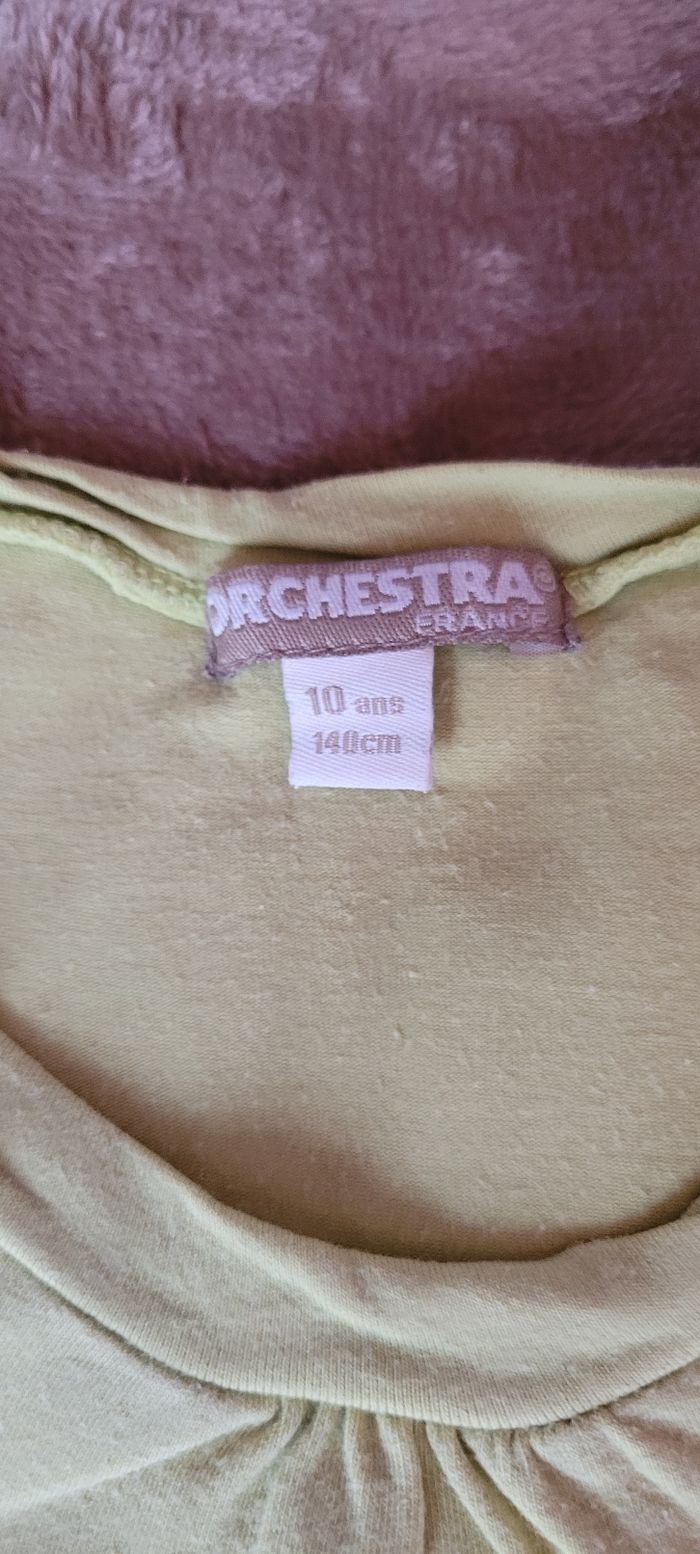 ORCHESTRA®
FRANCE
10 ans
140cm